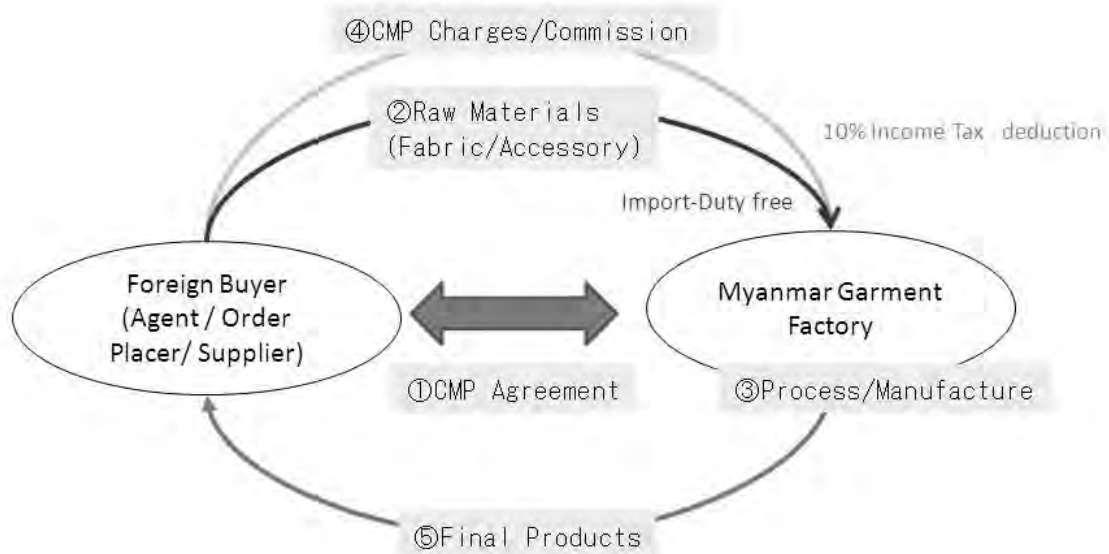 ④CMP Charges/Commission
②Raw Materials
(Fabric/Accessory)
10% Income Tax deduction
Import-Duty free
Foreign Buyer
(Agent / Order
Placer/ Supplier)
Myanmar Garment
Factory
①CMP Agreement
③Process/Manufacture
⑤Final Products